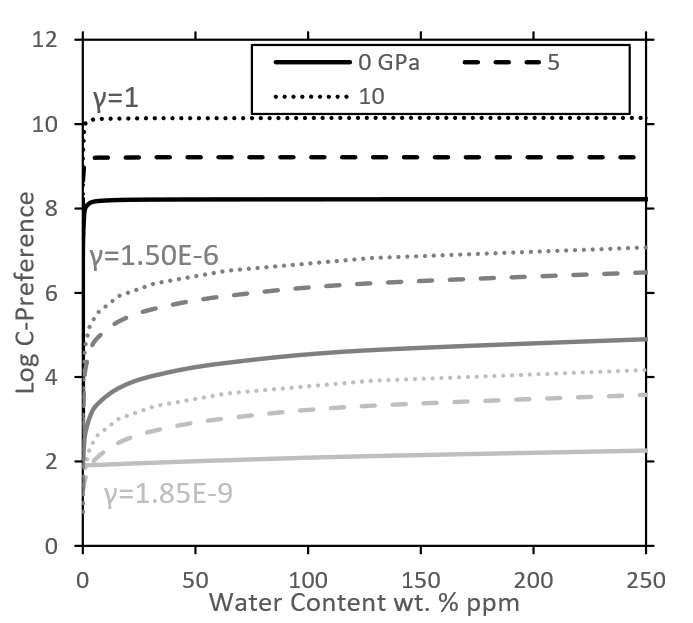 12
0 GPa
5
10
γ=1
10
8
γ=1.50E-6
6
Log C-Preference
4
2
γ=1.85E-9
0
0 50 100 150 200 250
Water Content wt. % ppm